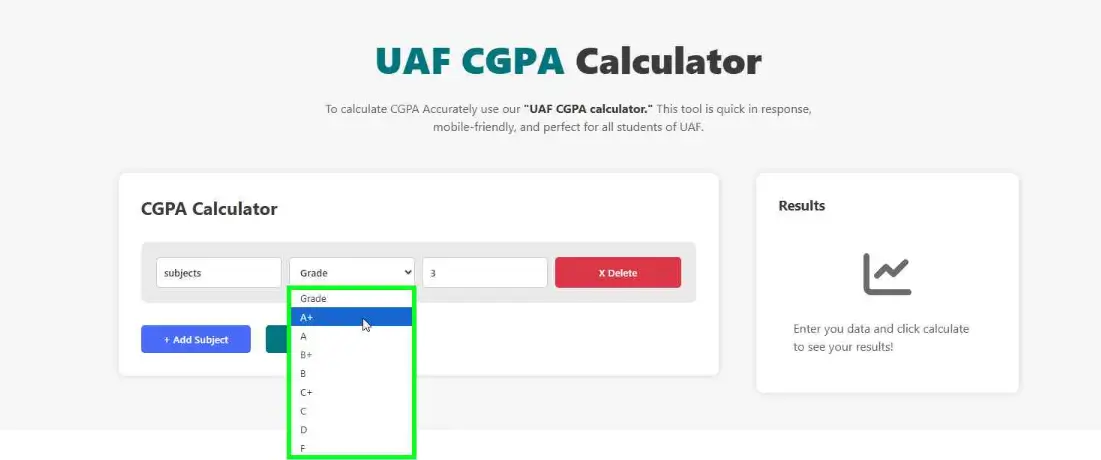 UAF CGPA Calculator
To calculate CGPA Accurately use our "UAF CGPA calculator." This tool is quick in response,
mobile-friendly, and perfect for all students of UAF.
CGPA Calculator
subjects
Grade
3
X Delete
Grade
A+
A
B+
B
C+
C
D
F
+ Add Subject
Results
Enter you data and click calculate
to see your results!